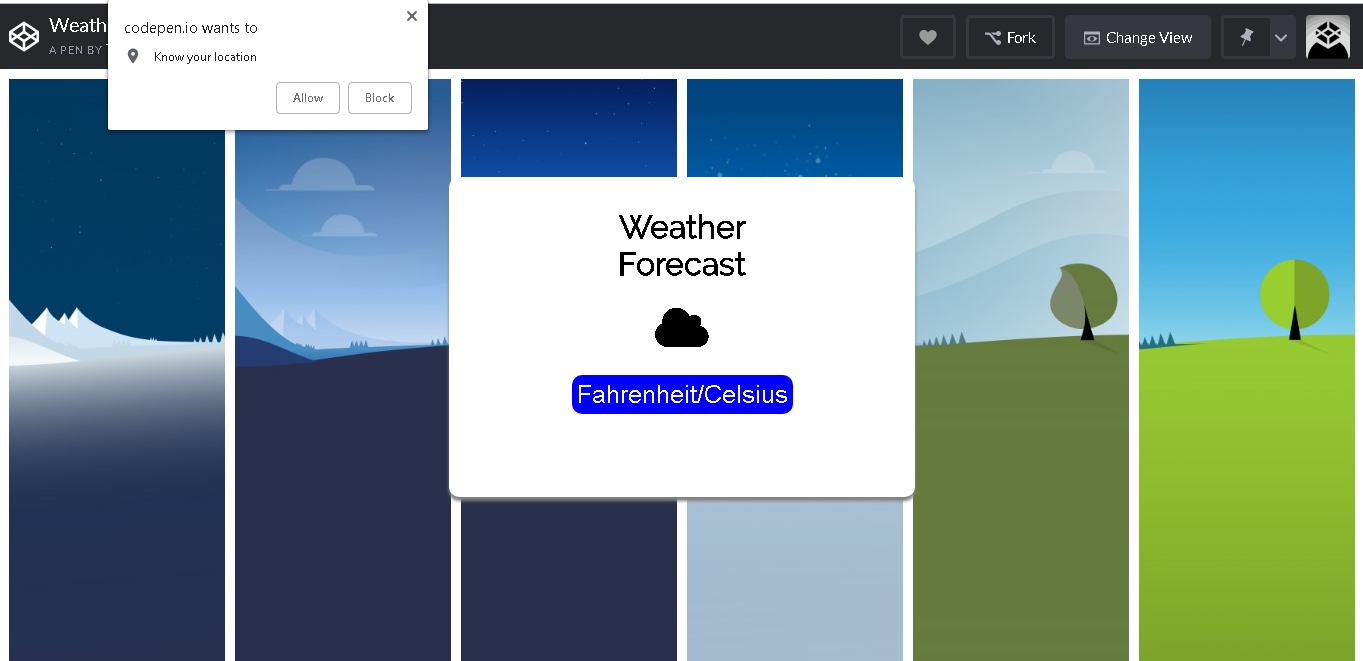 Weath
A PEN BY
codepen.io wants to
Know your location
Allow
Block
Fork
Change View
Weather
Forecast
Fahrenheit/Celsius